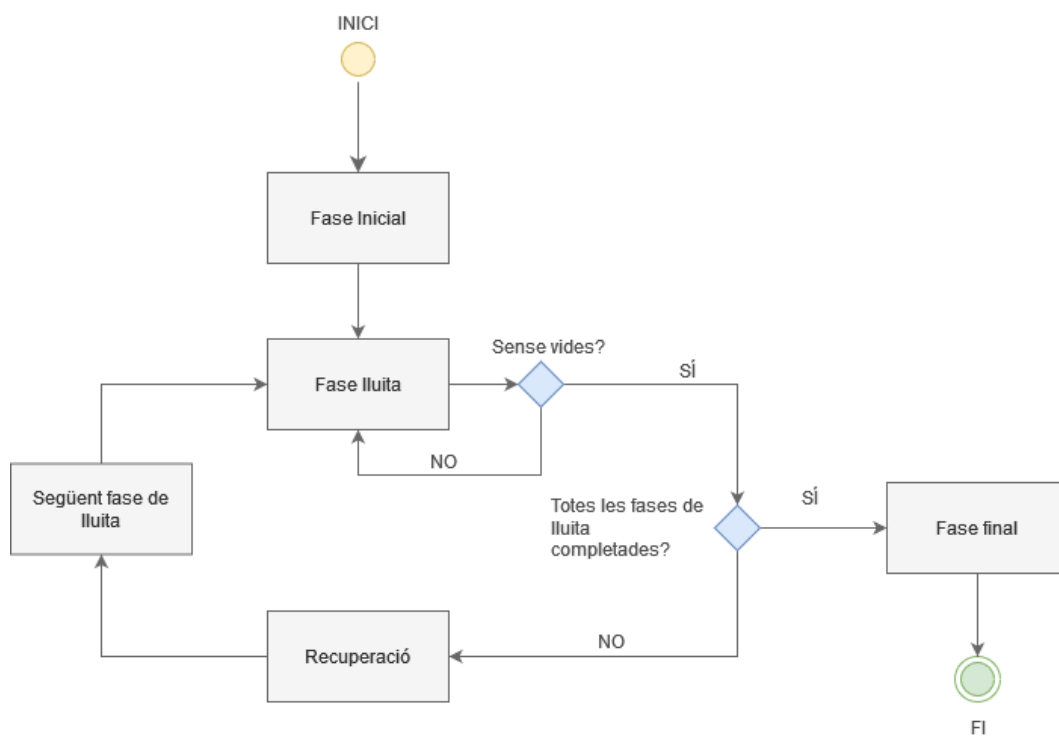 INICI
Fase Inicial
Sense vides?
Fase lluita
SÍ
NO
Següent fase de
lluita
Totes les fases de
lluita
completades?
SÍ
Fase final
NO
Recuperació
FI